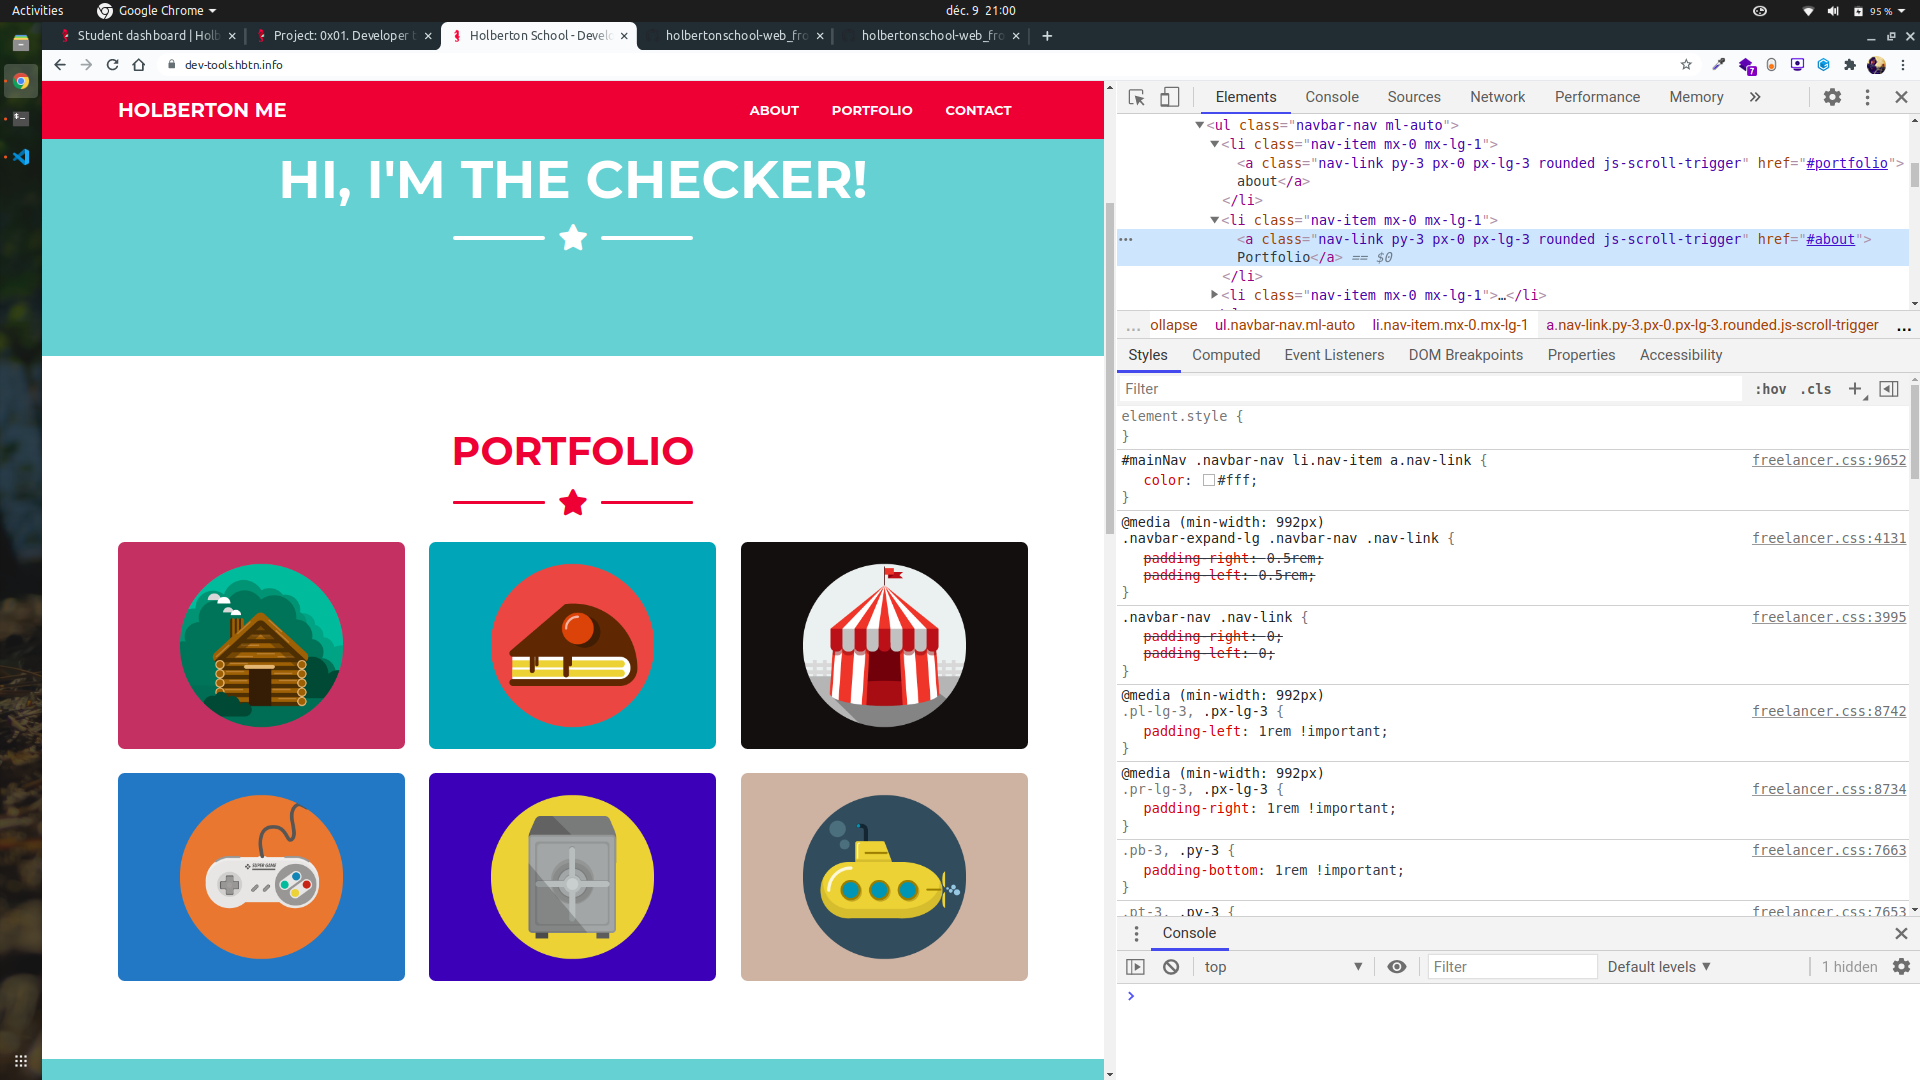 Activities
Google Chrome
déc. 9 21:00
95 %
Student dashboard | Holb
Project: 0x01. Developer t
Holberton School - Develo
holbertonschool-web_fro
holbertonschool-web_fro
dev-tools.hbtn.info
7
HOLBERTON ME
ABOUT
PORTFOLIO
CONTACT
HI, I'M THE CHECKER!
PORTFOLIO
SUPER GAME
Elements
Console
Sources
Network
Performance
Memory
»
<ul class="navbar-nav ml-auto">
<li class="nav-item mx-0 mx-lg-1">
<a class="nav-link py-3 px-0 px-lg-3 rounded js-scroll-trigger" href="#portfolio">
about</a>
</li>
<li class="nav-item mx-0 mx-lg-1">
<a class="nav-link py-3 px-0 px-lg-3 rounded js-scroll-trigger" href="#about">
Portfolio</a> == $0
</li>
<li class="nav-item mx-0 mx-lg-1">…</li>
... ollapse ul.navbar-nav.ml-auto li.nav-item.mx-0.mx-lg-1 a.nav-link.py-3.px-0.px-lg-3.rounded.js-scroll-trigger ...
Styles
Computed
Event Listeners
DOM Breakpoints
Properties
Accessibility
Filter
:hov .cls +
element.style {
}
#mainNav .navbar-nav li.nav-item a.nav-link { freelancer.css:9652
color: #fff;
}
@media (min-width: 992px)
.navbar-expand-lg .navbar-nav .nav-link { freelancer.css:4131
padding-right: 0.5rem;
padding-left: 0.5rem;
}
.navbar-nav .nav-link { freelancer.css:3995
padding-right: 0;
padding-left: 0;
}
@media (min-width: 992px)
.pl-lg-3, .px-lg-3 { freelancer.css:8742
padding-left: 1rem !important;
}
@media (min-width: 992px)
.pr-lg-3, .px-lg-3 { freelancer.css:8734
padding-right: 1rem !important;
}
.pb-3, .py-3 { freelancer.css:7663
padding-bottom: 1rem !important;
}
.pt-3, .py-3 { freelancer.css:7653
Console
top
Filter
Default levels
1 hidden